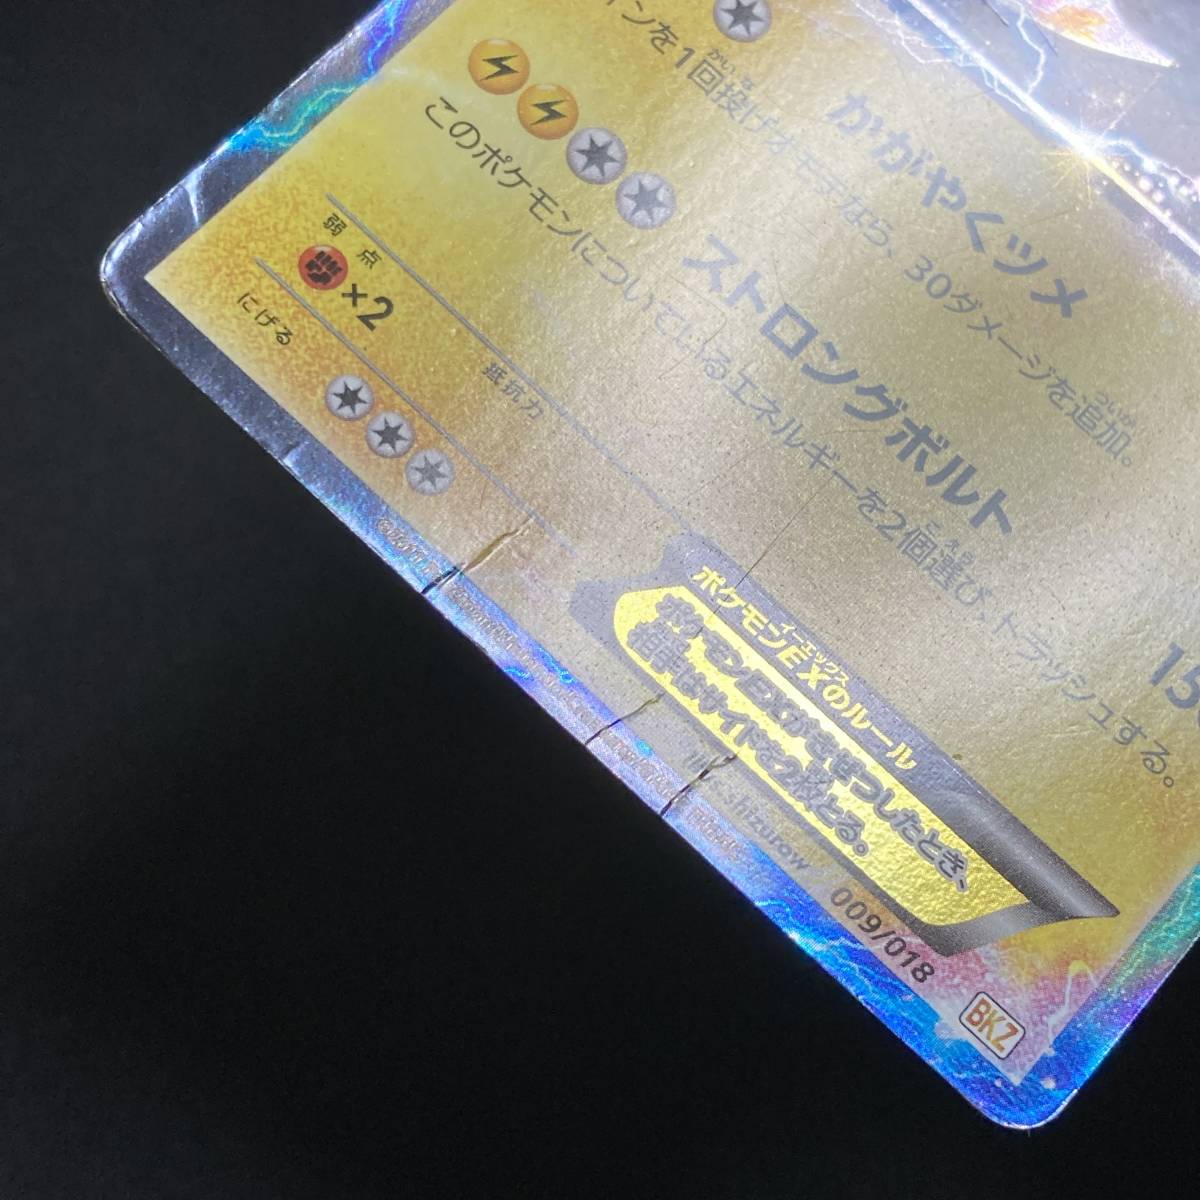 かがやくツメ
インを1回投げオモテなら、30ダメージを追加。
ストロングボルト
このポケモンについているエネルギーを2個選び、トラッシュする。
弱点
×2
抵抗力
にげる
ポケモンEXのルール
ポケモンEXがきぜつしたとき、
相手はサイドを2枚とる。
illus. shizurow
009/018
BKZ